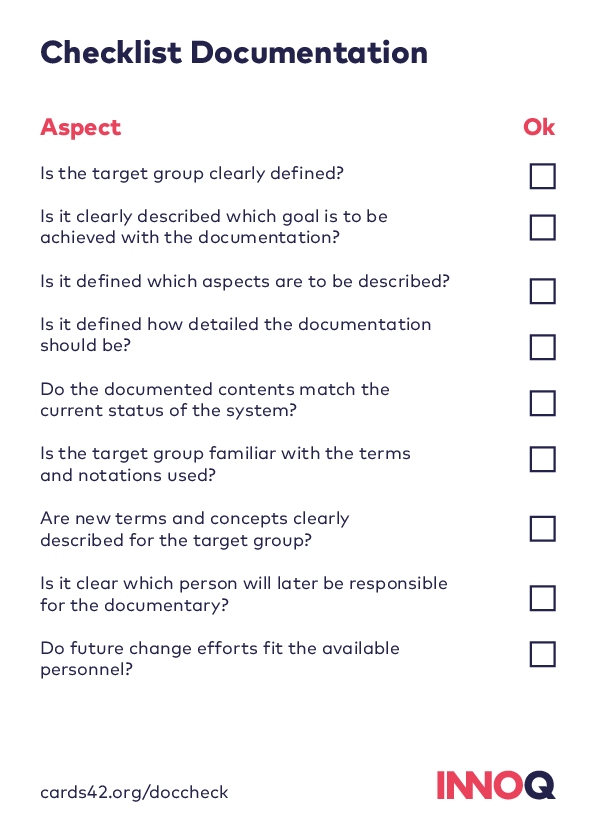 Checklist Documentation
Aspect Ok
Is the target group clearly defined?
Is it clearly described which goal is to be
achieved with the documentation?
Is it defined which aspects are to be described?
Is it defined how detailed the documentation
should be?
Do the documented contents match the
current status of the system?
Is the target group familiar with the terms
and notations used?
Are new terms and concepts clearly
described for the target group?
Is it clear which person will later be responsible
for the documentary?
Do future change efforts fit the available
personnel?
cards42.org/doccheck INNOQ